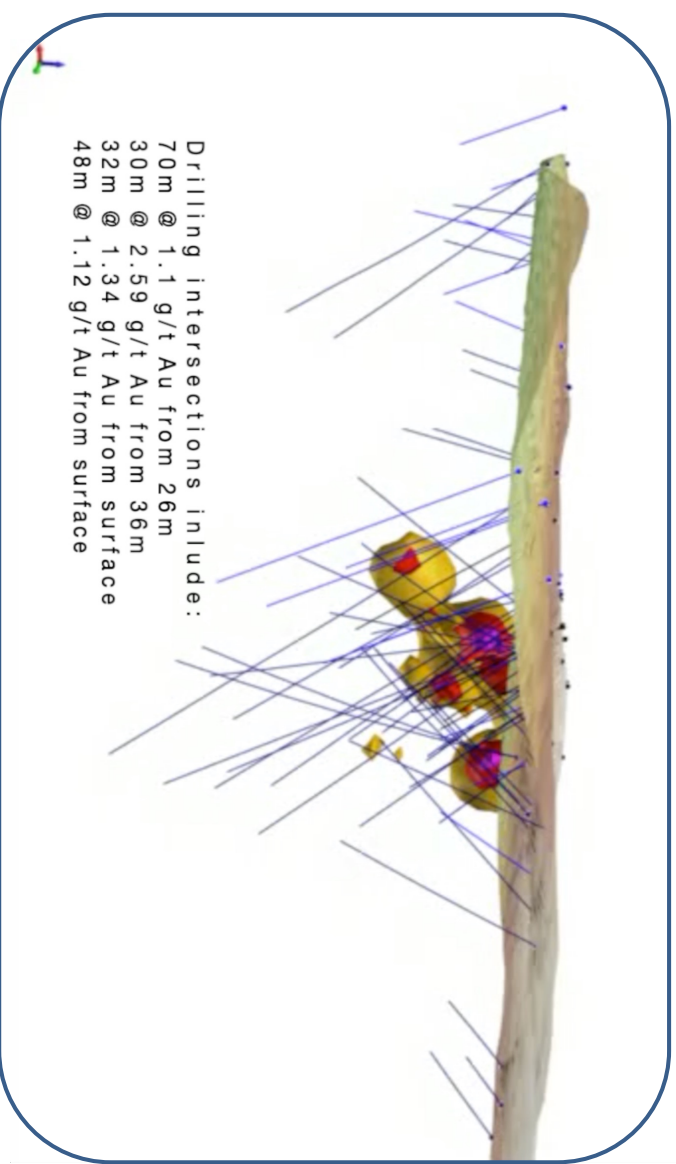 Drilling intersections inlude:
70m @ 1.1 g/t Au from 26m
30m @ 2.59 g/t Au from 36m
32m @ 1.34 g/t Au from surface
48m @ 1.12 g/t Au from surface